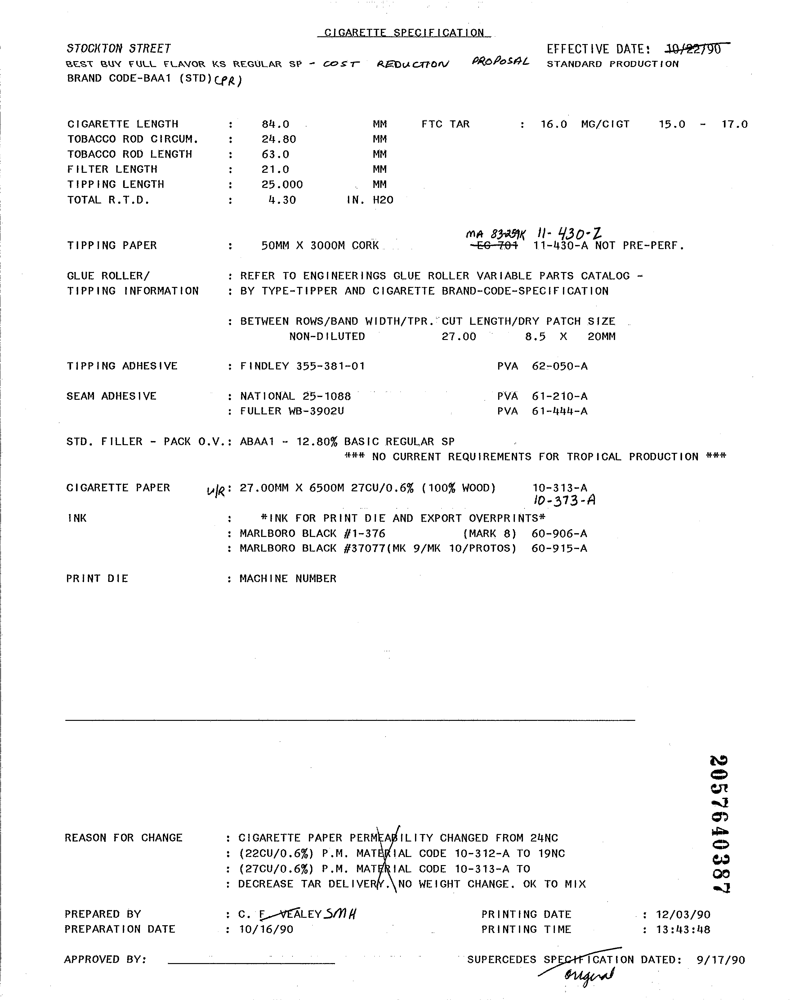 CIGARETTE SPECIFICATION
STOCKTON STREET EFFECTIVE DATE: 10/22/90
BEST BUY FULL FLAVOR KS REGULAR SP - COST REDUCTION PROPOSAL STANDARD PRODUCTION
BRAND CODE-BAA1 (STD)(PR)
CIGARETTE LENGTH : 84.0 MM FTC TAR : 16.0 MG/CIGT 15.0 - 17.0
TOBACCO ROD CIRCUM. : 24.80 MM
TOBACCO ROD LENGTH : 63.0 MM
FILTER LENGTH : 21.0 MM
TIPPING LENGTH : 25.000 MM
TOTAL R.T.D. : 4.30 IN. H2O
MA 11-430-Z
TIPPING PAPER : 50MM X 3000M CORK EG-701 11-430-A NOT PRE-PERF.
GLUE ROLLER/ : REFER TO ENGINEERINGS GLUE ROLLER VARIABLE PARTS CATALOG -
TIPPING INFORMATION : BY TYPE-TIPPER AND CIGARETTE BRAND-CODE-SPECIFICATION
: BETWEEN ROWS/BAND WIDTH/TPR. CUT LENGTH/DRY PATCH SIZE
NON-DILUTED 27.00 8.5 X 20MM
TIPPING ADHESIVE : FINDLEY 355-381-01 PVA 62-050-A
SEAM ADHESIVE : NATIONAL 25-1088 PVA 61-210-A
: FULLER WB-3902U PVA 61-444-A
STD. FILLER - PACK O.V.: ABAA1 - 12.80% BASIC REGULAR SP
*** NO CURRENT REQUIREMENTS FOR TROPICAL PRODUCTION ***
CIGARETTE PAPER U/R: 27.00MM X 6500M 27CU/0.6% (100% WOOD) 10-313-A
10-373-A
INK : *INK FOR PRINT DIE AND EXPORT OVERPRINTS*
: MARLBORO BLACK #1-376 (MARK 8) 60-906-A
: MARLBORO BLACK #37077(MK 9/MK 10/PROTOS) 60-915-A
PRINT DIE : MACHINE NUMBER
2057640387
REASON FOR CHANGE : CIGARETTE PAPER PERMEABILITY CHANGED FROM 24NC
: (22CU/0.6%) P.M. MATERIAL CODE 10-312-A TO 19NC
: (27CU/0.6%) P.M. MATERIAL CODE 10-313-A TO
: DECREASE TAR DELIVERY. NO WEIGHT CHANGE. OK TO MIX
PREPARED BY : C. F. VEALEY SMH PRINTING DATE : 12/03/90
PREPARATION DATE : 10/16/90 PRINTING TIME : 13:43:48
APPROVED BY: SUPERCEDES SPECIFICATION DATED: 9/17/90
original